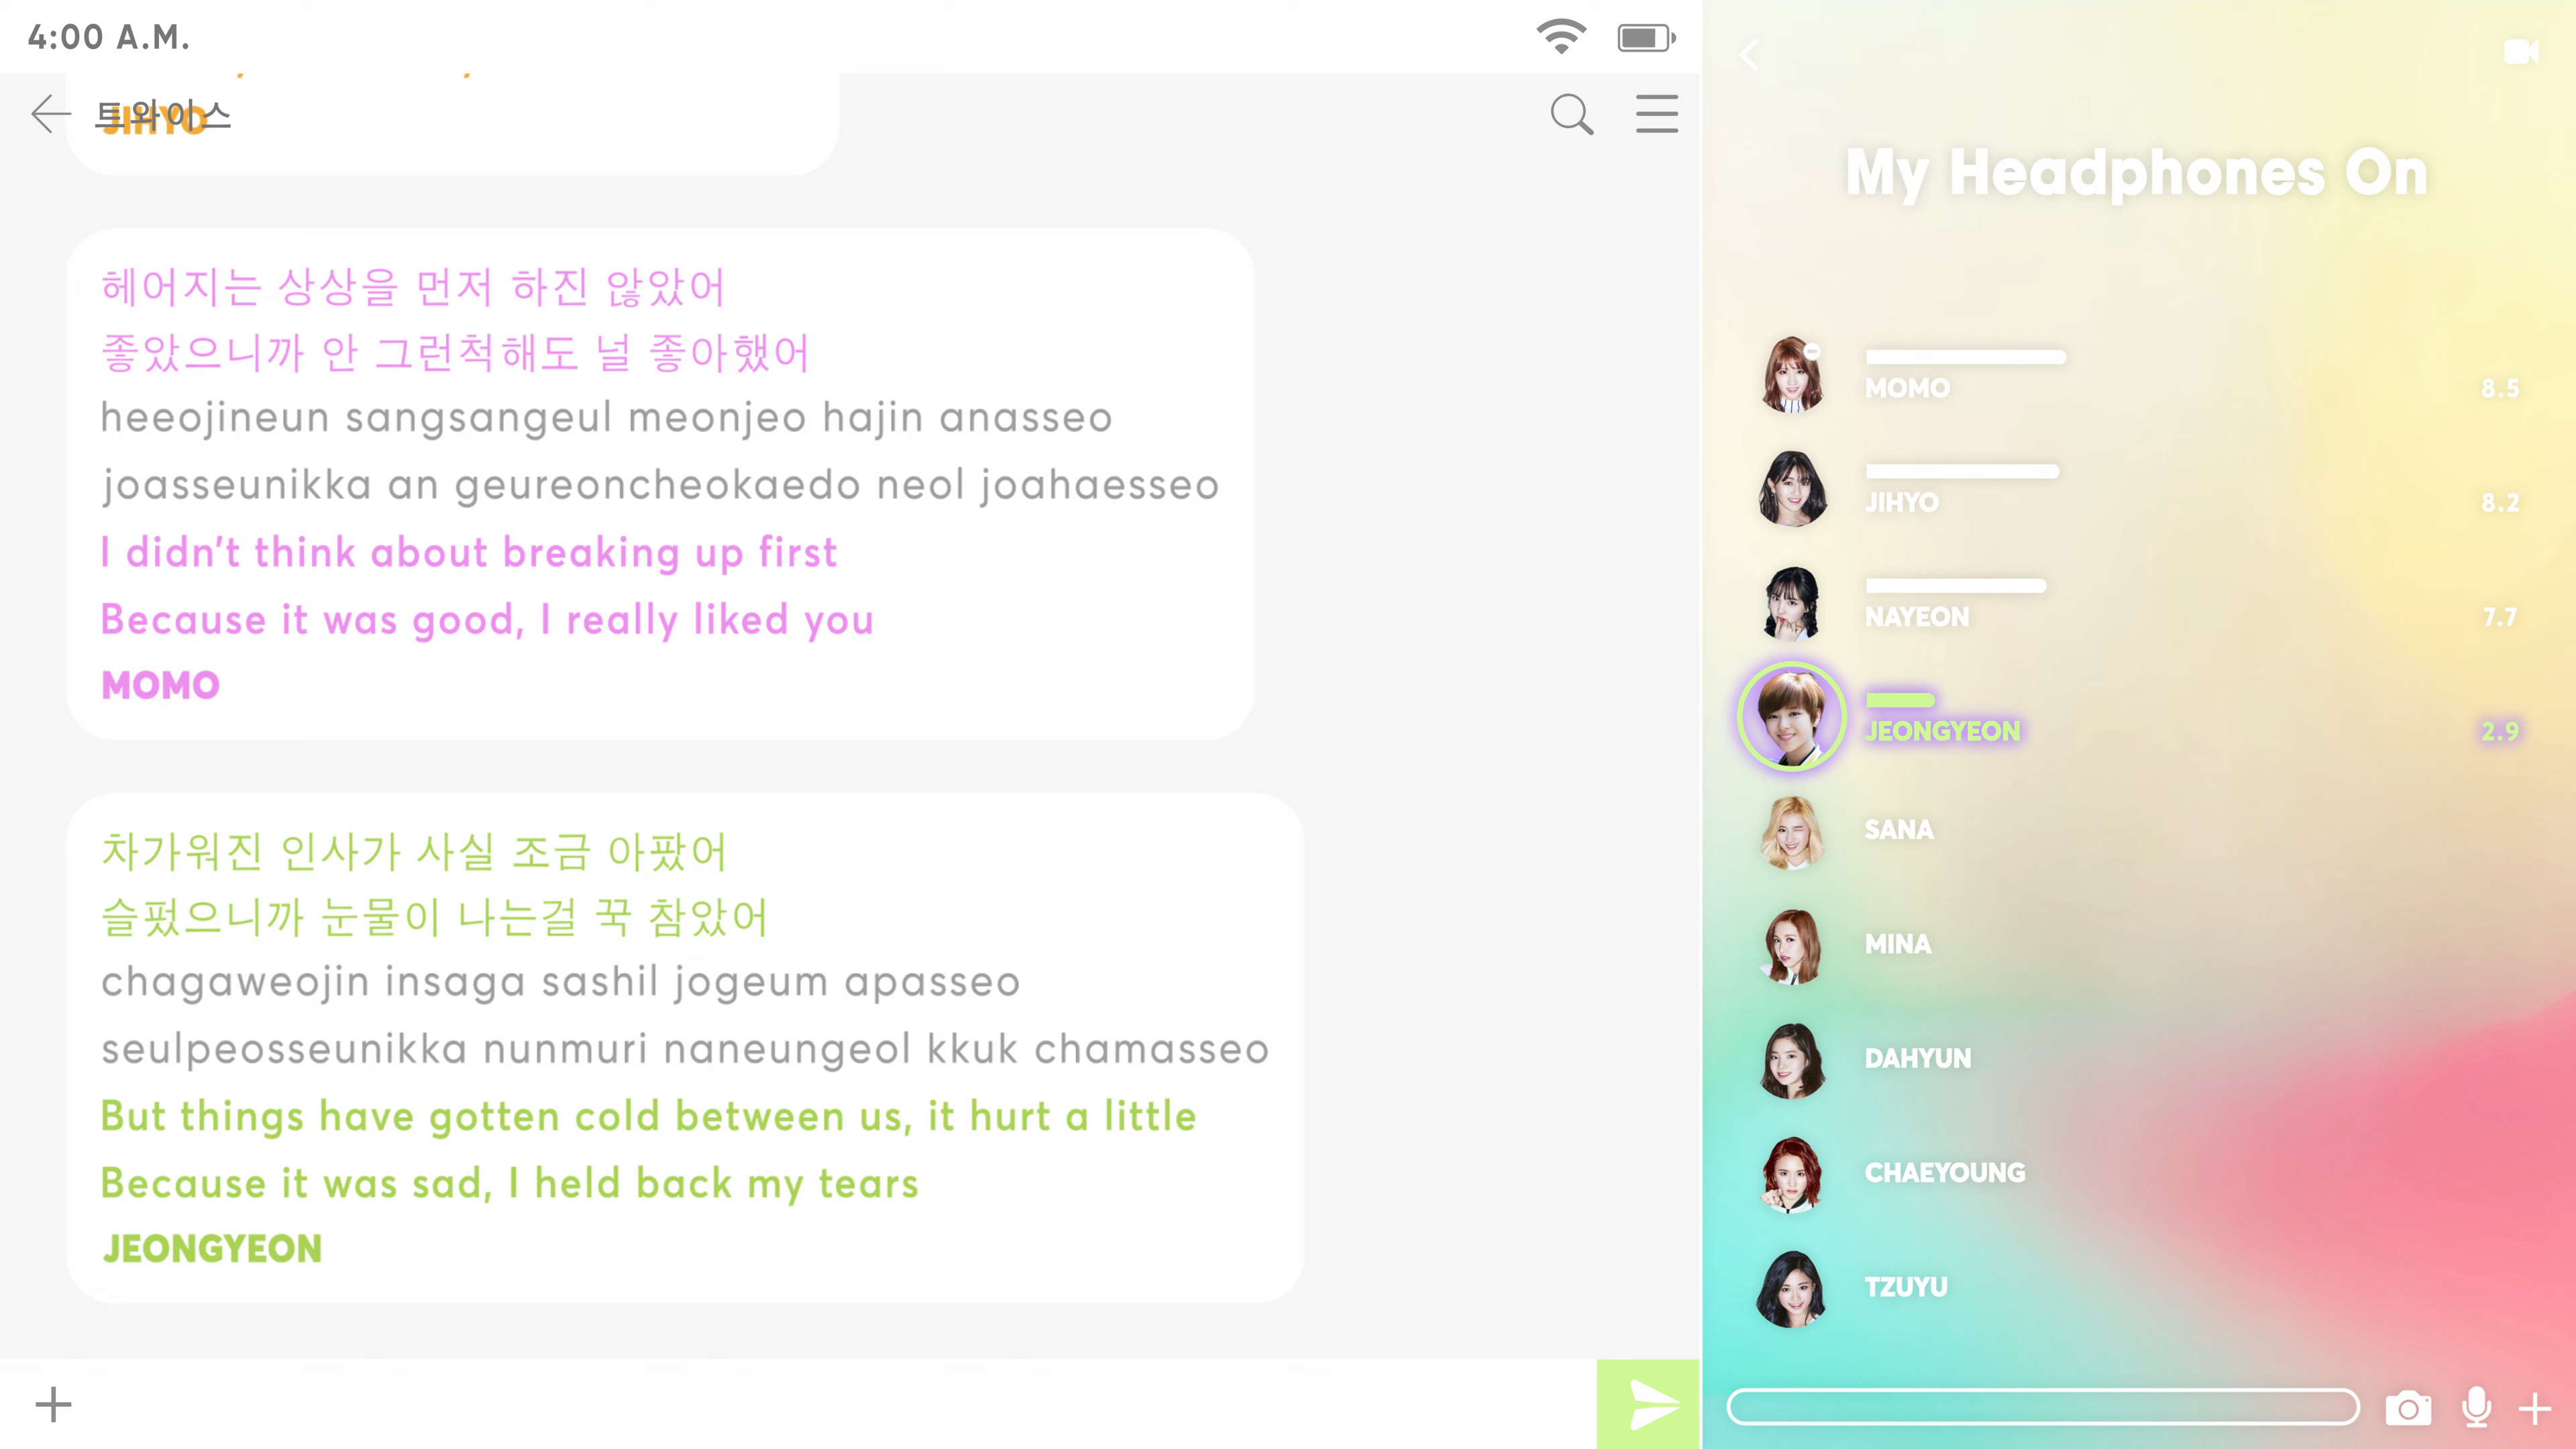 4:00 A.M.
트와이스
JIHYO
헤어지는 상상을 먼저 하진 않았어
좋았으니까 안 그런척해도 널 좋아했어
heeojineun sangsangeul meonjeo hajin anasseo
joasseunikka an geureoncheokaedo neol joahaesseo
I didn't think about breaking up first
Because it was good, I really liked you
MOMO
차가워진 인사가 사실 조금 아팠어
슬펐으니까 눈물이 나는걸 꾹 참았어
chagaweojin insaga sashil jogeum apasseo
seulpeosseunikka nunmuri naneungeol kkuk chamasseo
But things have gotten cold between us, it hurt a little
Because it was sad, I held back my tears
JEONGYEON
My Headphones On
MOMO 8.5
JIHYO 8.2
NAYEON 7.7
JEONGYEON 2.9
SANA
MINA
DAHYUN
CHAEYOUNG
TZUYU